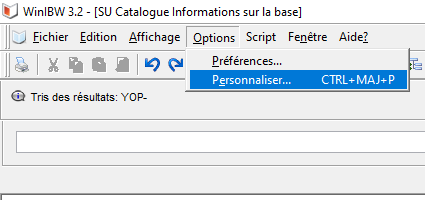 WinIBW 3.2 - [SU Catalogue Informations sur la base]
Fichier Edition Affichage Options Script Fenêtre Aide?
Préférences...
Personnaliser... CTRL+MAJ+P
Tris des résultats: YOP-